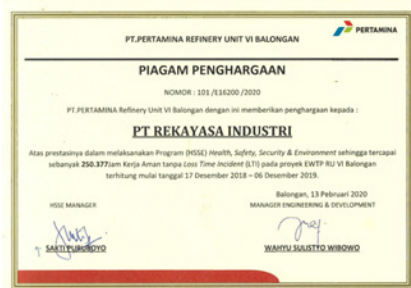 PERTAMINA
PT.PERTAMINA REFINERY UNIT VI BALONGAN
PIAGAM PENGHARGAAN
NOMOR : 101 /E16200 /2020
PT.PERTAMINA Refinery Unit VI Balongan dengan ini memberikan penghargaan kepada :
PT REKAYASA INDUSTRI
Atas prestasinya dalam melaksanakan Program (HSSE) Health, Safety, Security & Environment sehingga tercapai
sebanyak 250.377Jam Kerja Aman tanpa Loss Time Incident (LTI) pada proyek EWTP RU VI Balongan
terhitung mulai tanggal 17 Desember 2018 – 06 Desember 2019.
Balongan, 13 Pebruari 2020
HSSE MANAGER
MANAGER ENGINEERING & DEVELOPMENT
SAKTI
WAHYU SULISTYO WIBOWO